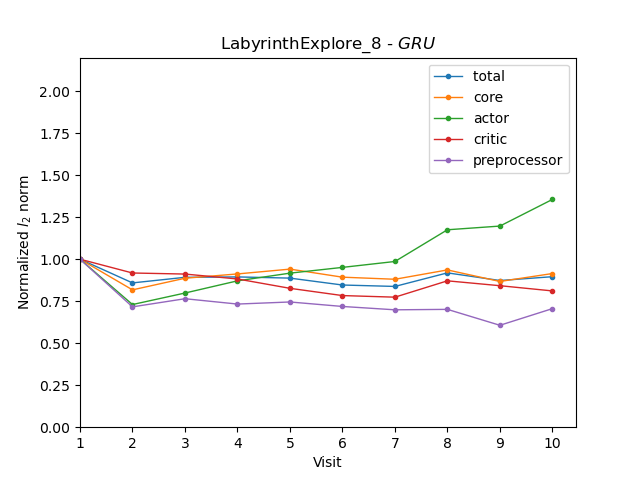 LabyrinthExplore_8 - GRU
total
core
actor
critic
preprocessor
Normalized l₂ norm
2.00
1.75
1.50
1.25
1.00
0.75
0.50
0.25
0.00
1 2 3 4 5 6 7 8 9 10
Visit